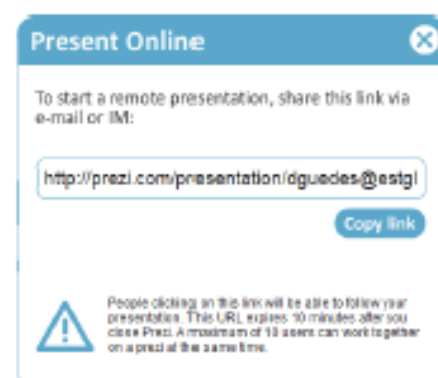 Present Online
To start a remote presentation, share this link via
e-mail or IM:
http://prezi.com/presentation/dguedes@estgl
Copy link
People clicking on this link will be able to follow your
presentation. This URL expires 10 minutes after you
close Prezi. A maximum of 10 users can work together
on a prezi at the same time.